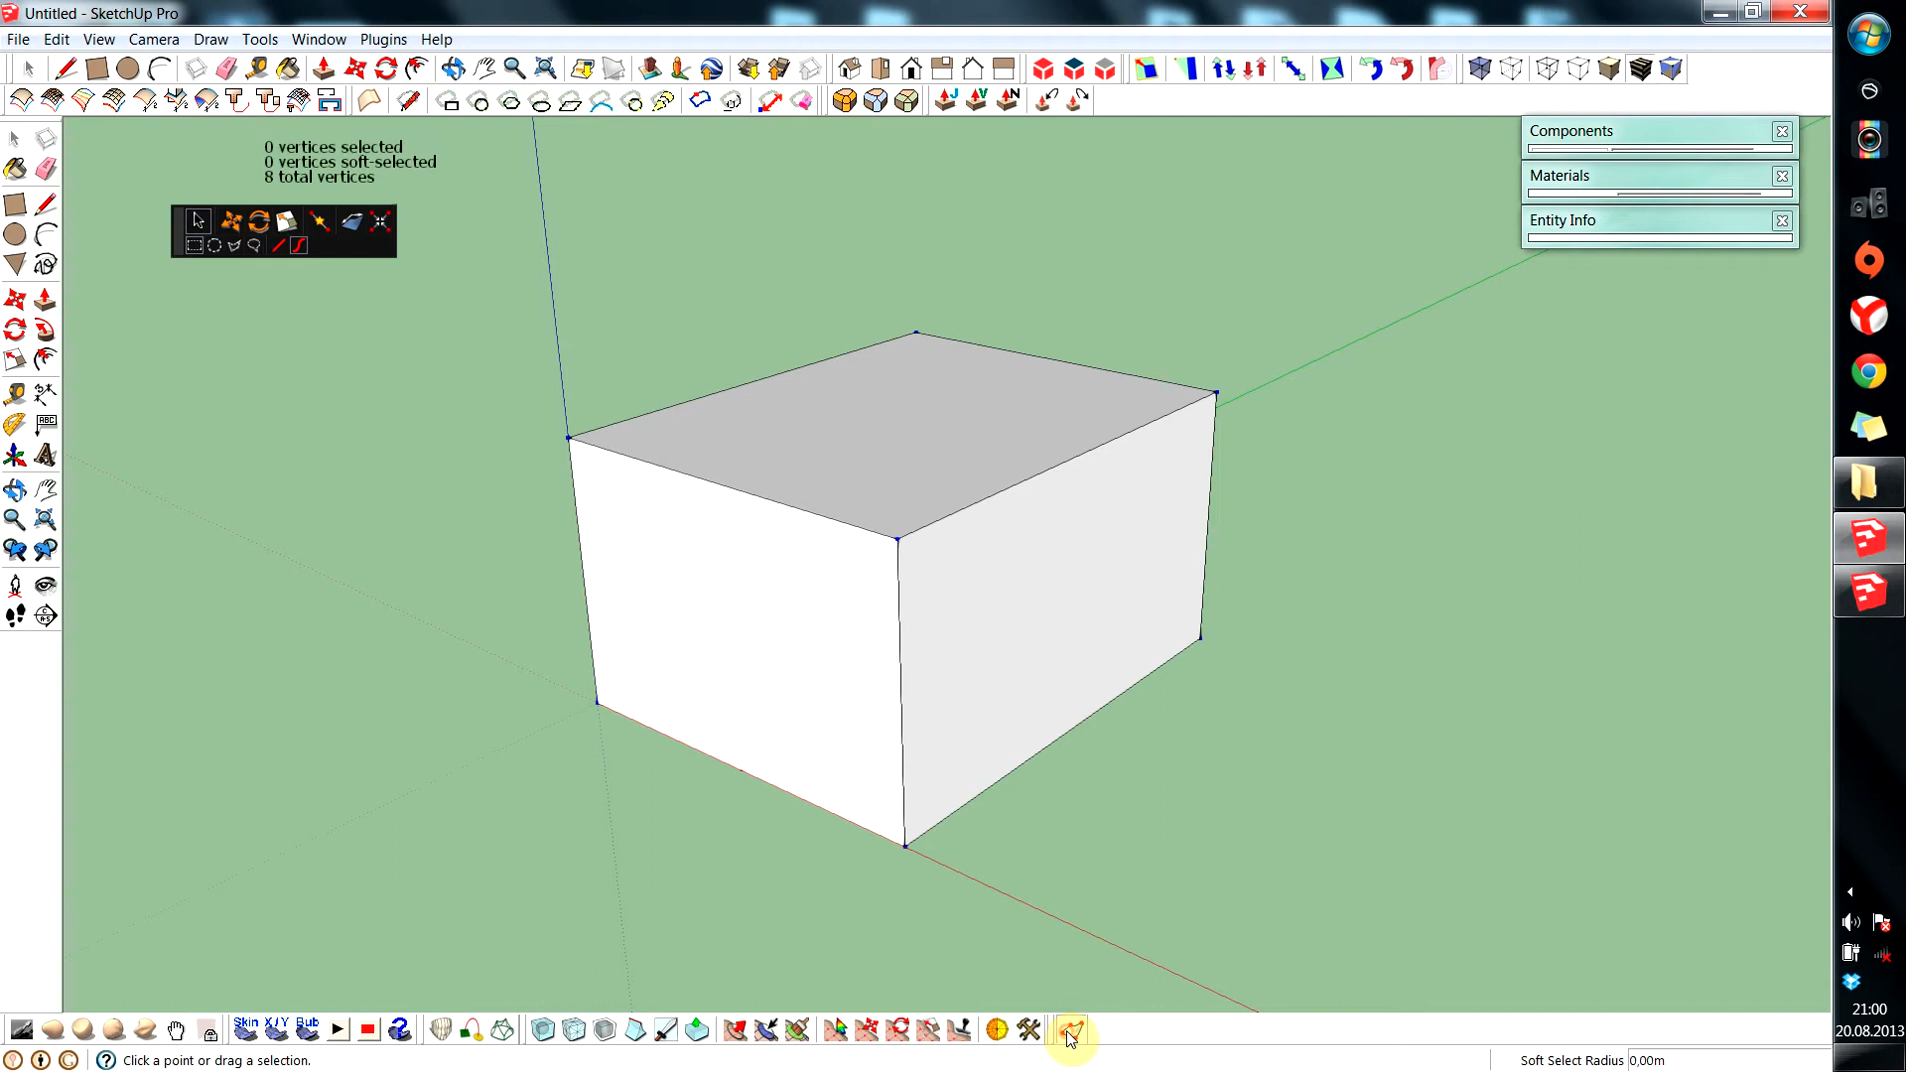 Untitled - SketchUp Pro
File Edit View Camera Draw Tools Window Plugins Help
J V N
0 vertices selected
0 vertices soft-selected
8 total vertices
Components
Materials
Entity Info
ABC
Skin X/Y Bub
Click a point or drag a selection.
Soft Select Radius 0,00m
21:00
20.08.2013